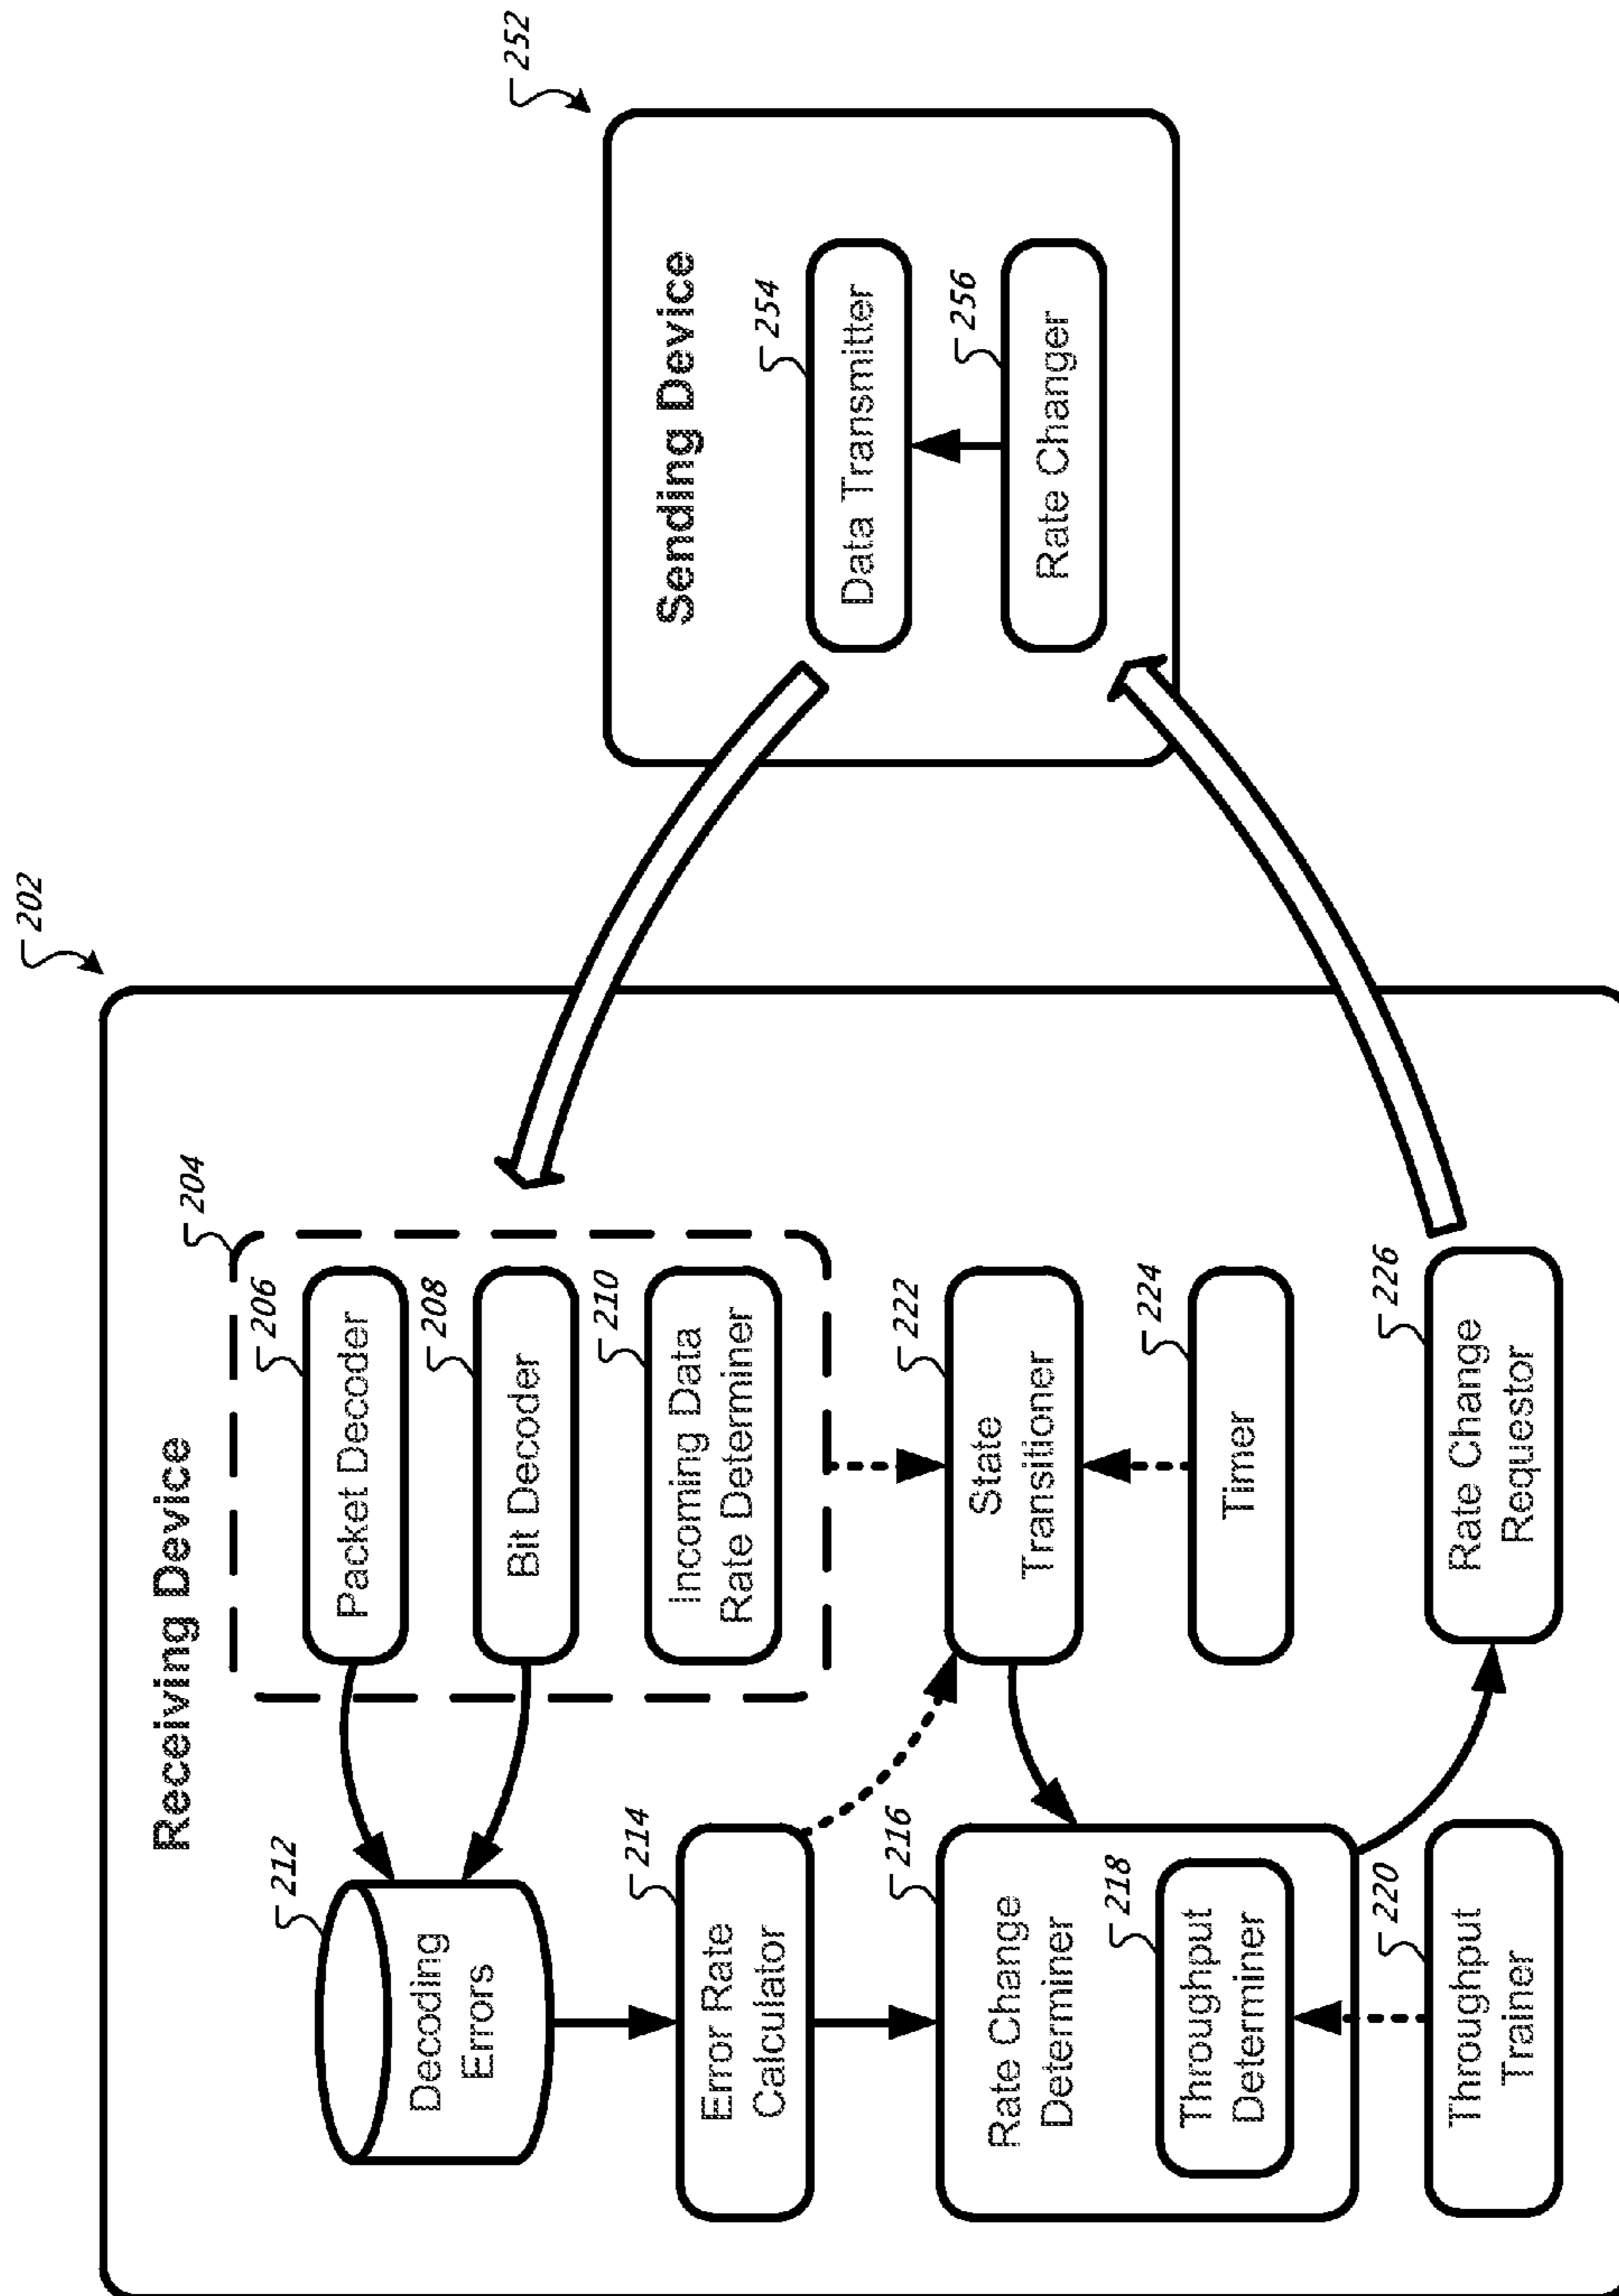 202
252
Receiving Device
204
206
Packet Decoder
208
Bit Decoder
210
Incoming Data
Rate Determiner
212
Decoding
Errors
214
Error Rate
Calculator
222
State
Transitioner
216
Rate Change
Determiner
218
Throughput
Determiner
224
Timer
220
Throughput
Trainer
226
Rate Change
Requestor
Sending Device
254
Data Transmitter
256
Rate Changer